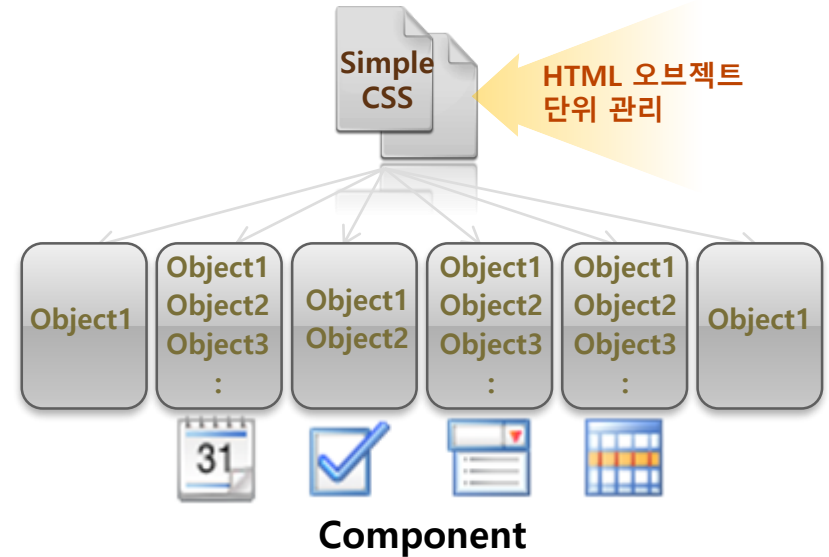 Simple
CSS
HTML 오브젝트
단위 관리
Object1
Object1
Object2
Object3
:
Object1
Object2
Object1
Object2
Object3
:
Object1
Object2
Object3
:
Object1
31
Component